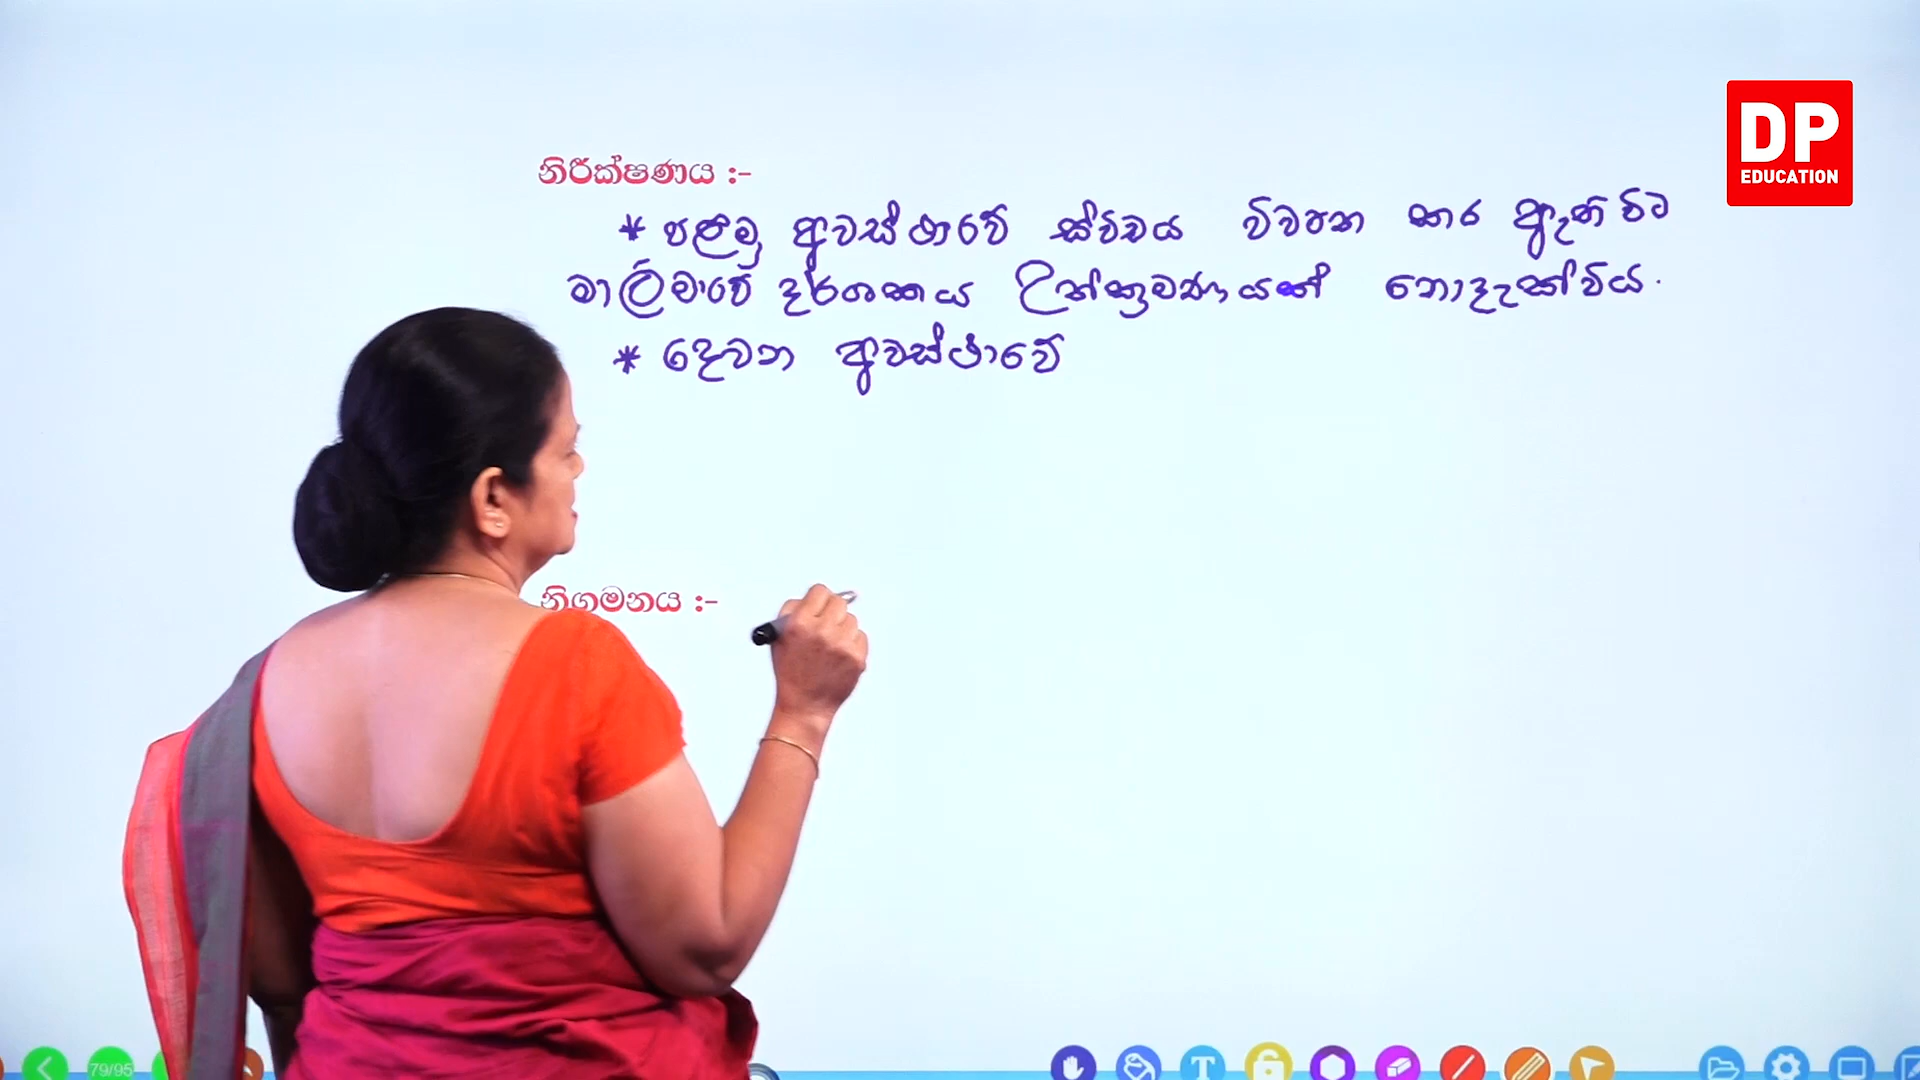 DP
EDUCATION
නිරීක්ෂණය :-
* පළමු අවස්ථාවේ ස්විචය විවෘත කර ඇති විට
මාලිමාවේ දර්ශකය උත්ක්‍රමණයක් නොදැක්විය.
* දෙවන අවස්ථාවේ
නිගමනය :-
79/95